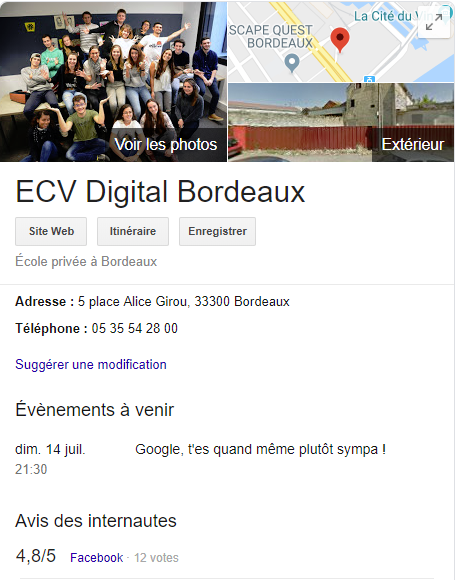 La Cité du Vin
SCAPE QUEST
BORDEAUX
Voir les photos
Extérieur
ECV Digital Bordeaux
Site Web
Itinéraire
Enregistrer
École privée à Bordeaux
Adresse : 5 place Alice Girou, 33300 Bordeaux
Téléphone : 05 35 54 28 00
Suggérer une modification
Évènements à venir
dim. 14 juil. Google, t'es quand même plutôt sympa !
21:30
Avis des internautes
4,8/5 Facebook · 12 votes